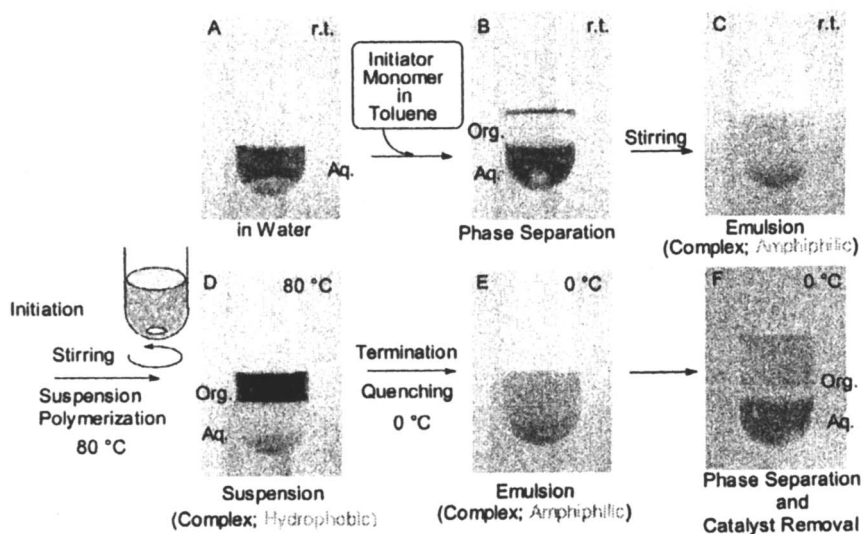 A r.t.
Initiator
Monomer
in
Toluene
Aq.
in Water
B r.t.
Org.
Aq.
Phase Separation
Stirring
C r.t.
Emulsion
(Complex; Amphiphilic)
Initiation
Stirring
Suspension
Polymerization
80 °C
D 80 °C
Org.
Aq.
Suspension
(Complex; Hydrophobic)
Termination
Quenching
0 °C
E 0 °C
Emulsion
(Complex; Amphiphilic)
F 0 °C
Org.
Aq.
Phase Separation
and
Catalyst Removal